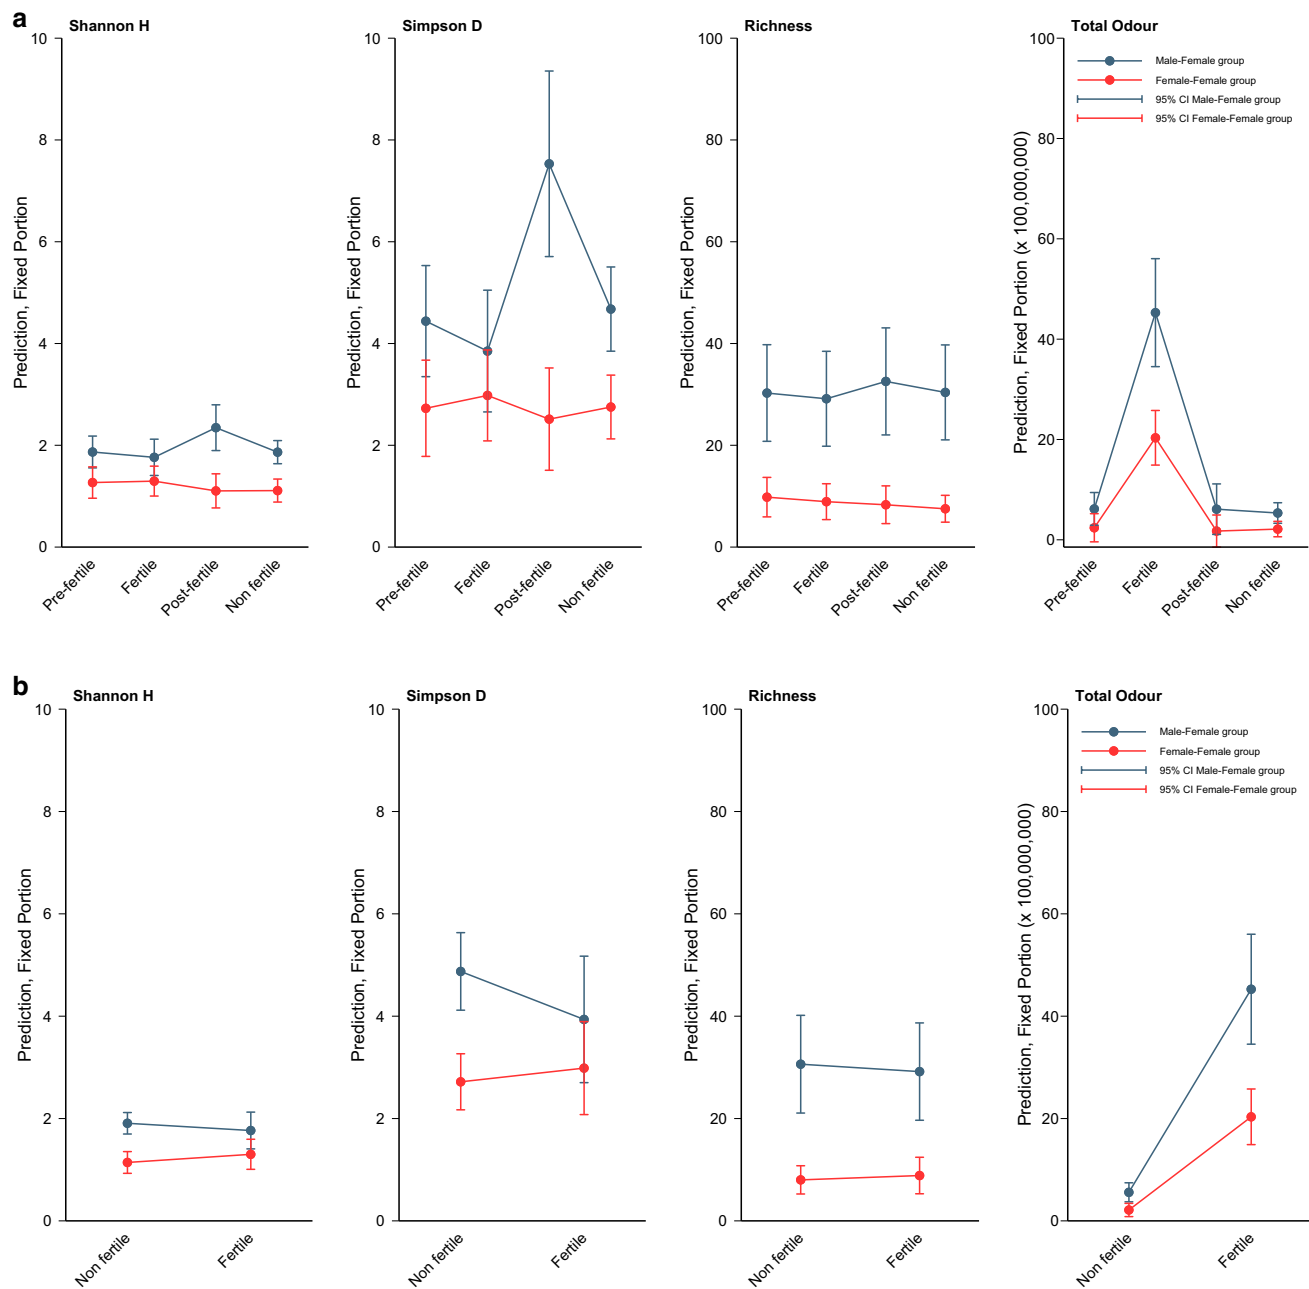 a
Shannon H
Simpson D
Richness
Total Odour
Prediction, Fixed Portion
10
8
6
4
2
0
Pre-fertile
Fertile
Post-fertile
Non fertile
Prediction, Fixed Portion
10
8
6
4
2
0
Pre-fertile
Fertile
Post-fertile
Non fertile
Prediction, Fixed Portion
100
80
60
40
20
0
Pre-fertile
Fertile
Post-fertile
Non fertile
Prediction, Fixed Portion (x 100,000,000)
100
80
60
40
20
0
Male-Female group
Female-Female group
95% CI Male-Female group
95% CI Female-Female group
Pre-fertile
Fertile
Post-fertile
Non fertile
b
Shannon H
Simpson D
Richness
Total Odour
Prediction, Fixed Portion
10
8
6
4
2
0
Non fertile
Fertile
Prediction, Fixed Portion
10
8
6
4
2
0
Non fertile
Fertile
Prediction, Fixed Portion
100
80
60
40
20
0
Non fertile
Fertile
Prediction, Fixed Portion (x 100,000,000)
100
80
60
40
20
0
Male-Female group
Female-Female group
95% CI Male-Female group
95% CI Female-Female group
Non fertile
Fertile